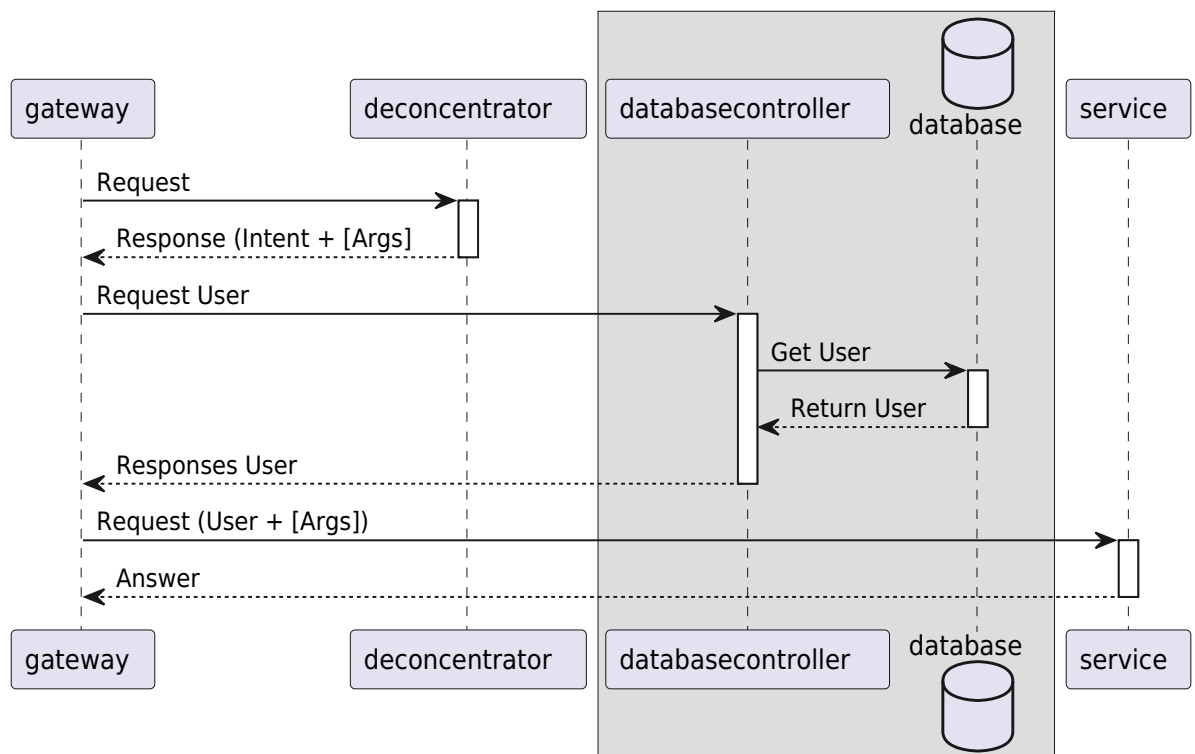 gateway
deconcentrator
databasecontroller
database
service
Request
Response (Intent + [Args]
Request User
Get User
Return User
Responses User
Request (User + [Args])
Answer
gateway
deconcentrator
databasecontroller
database
service